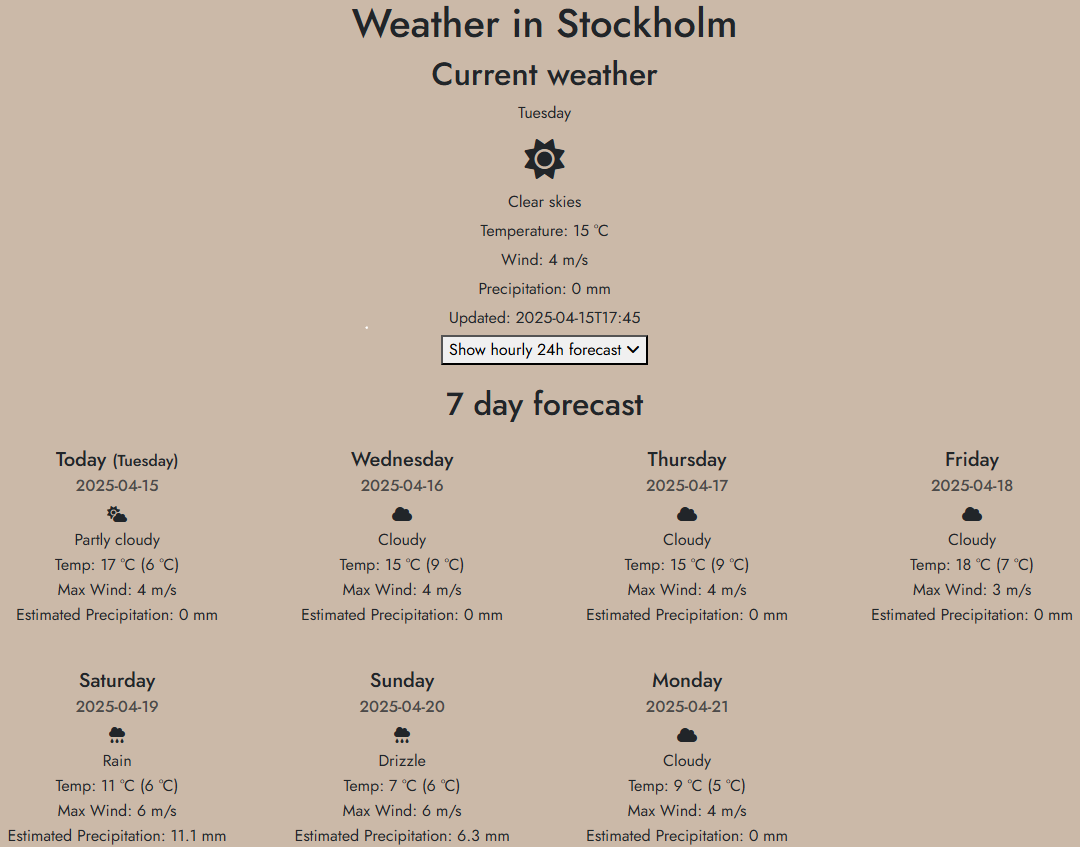 Weather in Stockholm
Current weather
Tuesday
Clear skies
Temperature: 15 °C
Wind: 4 m/s
Precipitation: 0 mm
Updated: 2025-04-15T17:45
Show hourly 24h forecast
7 day forecast
Today (Tuesday)
2025-04-15
Partly cloudy
Temp: 17 °C (6 °C)
Max Wind: 4 m/s
Estimated Precipitation: 0 mm
Wednesday
2025-04-16
Cloudy
Temp: 15 °C (9 °C)
Max Wind: 4 m/s
Estimated Precipitation: 0 mm
Thursday
2025-04-17
Cloudy
Temp: 15 °C (9 °C)
Max Wind: 4 m/s
Estimated Precipitation: 0 mm
Friday
2025-04-18
Cloudy
Temp: 18 °C (7 °C)
Max Wind: 3 m/s
Estimated Precipitation: 0 mm
Saturday
2025-04-19
Rain
Temp: 11 °C (6 °C)
Max Wind: 6 m/s
Estimated Precipitation: 11.1 mm
Sunday
2025-04-20
Drizzle
Temp: 7 °C (6 °C)
Max Wind: 6 m/s
Estimated Precipitation: 6.3 mm
Monday
2025-04-21
Cloudy
Temp: 9 °C (5 °C)
Max Wind: 4 m/s
Estimated Precipitation: 0 mm